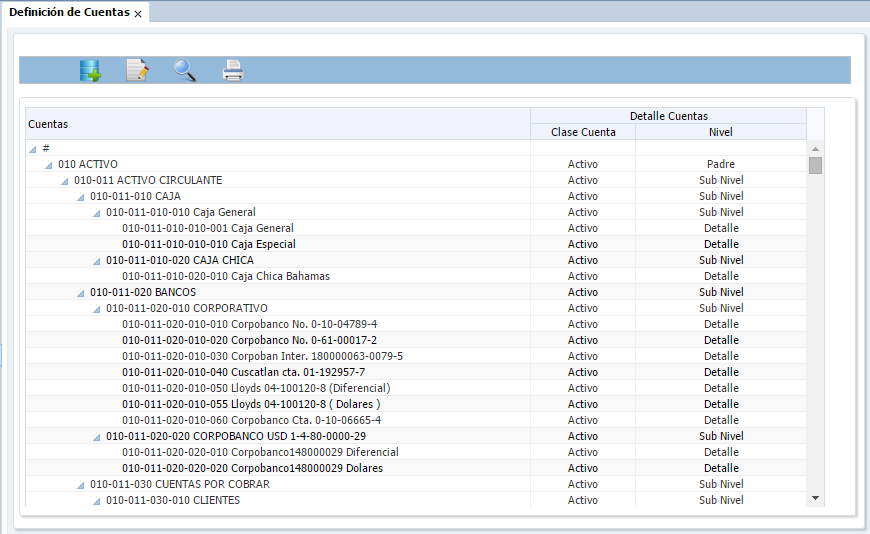 Definición de Cuentas x
Detalle Cuentas
Cuentas
Clase Cuenta Nivel
#
010 ACTIVO Activo Padre
010-011 ACTIVO CIRCULANTE Activo Sub Nivel
010-011-010 CAJA Activo Sub Nivel
010-011-010-010 Caja General Activo Sub Nivel
010-011-010-010-001 Caja General Activo Detalle
010-011-010-010-010 Caja Especial Activo Detalle
010-011-010-020 CAJA CHICA Activo Sub Nivel
010-011-010-020-010 Caja Chica Bahamas Activo Detalle
010-011-020 BANCOS Activo Sub Nivel
010-011-020-010 CORPORATIVO Activo Sub Nivel
010-011-020-010-010 Corpobanco No. 0-10-04789-4 Activo Detalle
010-011-020-010-020 Corpobanco No. 0-61-00017-2 Activo Detalle
010-011-020-010-030 Corpoban Inter. 180000063-0079-5 Activo Detalle
010-011-020-010-040 Cuscatlan cta. 01-192957-7 Activo Detalle
010-011-020-010-050 Lloyds 04-100120-8 (Diferencial) Activo Detalle
010-011-020-010-055 Lloyds 04-100120-8 ( Dolares ) Activo Detalle
010-011-020-010-060 Corpobanco Cta. 0-10-06665-4 Activo Detalle
010-011-020-020 CORPOBANCO USD 1-4-80-0000-29 Activo Sub Nivel
010-011-020-020-010 Corpobanco148000029 Diferencial Activo Detalle
010-011-020-020-020 Corpobanco148000029 Dolares Activo Detalle
010-011-030 CUENTAS POR COBRAR Activo Sub Nivel
010-011-030-010 CLIENTES Activo Sub Nivel